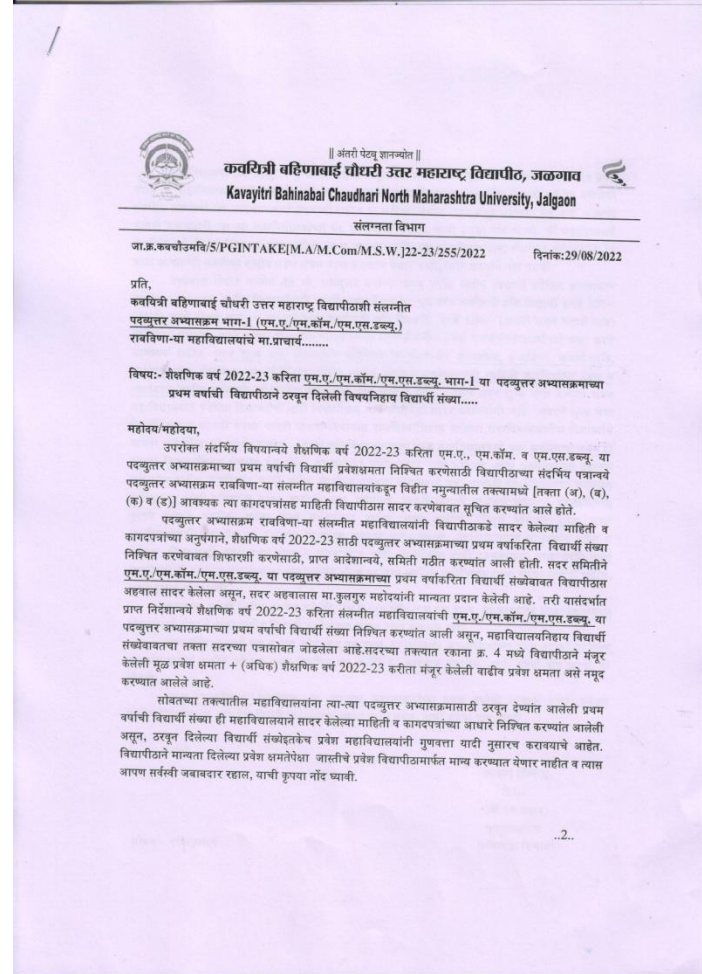 || अंतरी पेटवू ज्ञानज्योत ||
कवयित्री बहिणाबाई चौधरी उत्तर महाराष्ट्र विद्यापीठ, जळगाव
Kavayitri Bahinabai Chaudhari North Maharashtra University, Jalgaon
संलग्नता विभाग
जा.क्र.कबचौउमवि/5/PGINTAKE[M.A/M.Com/M.S.W.]22-23/255/2022 दिनांक:29/08/2022
प्रति,
कवयित्री बहिणाबाई चौधरी उत्तर महाराष्ट्र विद्यापीठाशी संलग्नीत
पदव्युत्तर अभ्यासक्रम भाग-1 (एम.ए./एम.कॉम./एम.एस.डब्ल्यू.)
राबविणा-या महाविद्यालयांचे मा.प्राचार्य........
विषय:- शैक्षणिक वर्ष 2022-23 करिता एम.ए./एम.कॉम./एम.एस.डब्ल्यू. भाग-1 या पदव्युत्तर अभ्यासक्रमाच्या
प्रथम वर्षाची विद्यापीठाने ठरवून दिलेली विषयनिहाय विद्यार्थी संख्या.....
महोदय/महोदया,
उपरोक्त संदर्भिय विषयान्वये शैक्षणिक वर्ष 2022-23 करिता एम.ए., एम.कॉम. व एम.एस.डब्ल्यू. या
पदव्युत्तर अभ्यासक्रमाच्या प्रथम वर्षाची विद्यार्थी प्रवेशक्षमता निश्चित करणेसाठी विद्यापीठाच्या संदर्भिय पत्रान्वये
पदव्युत्तर अभ्यासक्रम राबविणा-या संलग्नीत महाविद्यालयांकडून विहीत नमुन्यातील तक्त्यामध्ये [तक्ता (अ), (ब),
(क) व (ड)] आवश्यक त्या कागदपत्रांसह माहिती विद्यापीठास सादर करणेबाबत सूचित करण्यांत आले होते.
पदव्युत्तर अभ्यासक्रम राबविणा-या संलग्नीत महाविद्यालयांनी विद्यापीठाकडे सादर केलेल्या माहिती व
कागदपत्रांच्या अनुषंगाने, शैक्षणिक वर्ष 2022-23 साठी पदव्युत्तर अभ्यासक्रमाच्या प्रथम वर्षाकरिता विद्यार्थी संख्या
निश्चित करणेबाबत शिफारशी करणेसाठी, प्राप्त आदेशान्वये, समिती गठीत करण्यांत आली होती. सदर समितीने
एम.ए./एम.कॉम./एम.एस.डब्ल्यू. या पदव्युत्तर अभ्यासक्रमाच्या प्रथम वर्षाकरिता विद्यार्थी संख्येबाबत विद्यापीठास
अहवाल सादर केलेला असून, सदर अहवालास मा.कुलगुरु महोदयांनी मान्यता प्रदान केलेली आहे. तरी यासंदर्भात
प्राप्त निर्देशान्वये शैक्षणिक वर्ष 2022-23 करिता संलग्नीत महाविद्यालयांची एम.ए./एम.कॉम./एम.एस.डब्ल्यू. या
पदव्युत्तर अभ्यासक्रमाच्या प्रथम वर्षाची विद्यार्थी संख्या निश्चित करण्यांत आली असून, महाविद्यालयनिहाय विद्यार्थी
संख्येबाबतचा तक्ता सदरच्या पत्रासोबत जोडलेला आहे.सदरच्या तक्त्यात रकाना क्र. 4 मध्ये विद्यापीठाने मंजूर
केलेली मूळ प्रवेश क्षमता + (अधिक) शैक्षणिक वर्ष 2022-23 करीता मंजूर केलेली वाढीव प्रवेश क्षमता असे नमूद
करण्यात आलेले आहे.
सोबतच्या तक्त्यातील महाविद्यालयांना त्या-त्या पदव्युत्तर अभ्यासक्रमासाठी ठरवून देण्यांत आलेली प्रथम
वर्षाची विद्यार्थी संख्या ही महाविद्यालयाने सादर केलेल्या माहिती व कागदपत्रांच्या आधारे निश्चित करण्यांत आलेली
असून, ठरवून दिलेल्या विद्यार्थी संख्येइतकेच प्रवेश महाविद्यालयांनी गुणवत्ता यादी नुसारच करावयाचे आहेत.
विद्यापीठाने मान्यता दिलेल्या प्रवेश क्षमतेपेक्षा जास्तीचे प्रवेश विद्यापीठामार्फत मान्य करण्यात येणार नाहीत व त्यास
आपण सर्वस्वी जबाबदार रहाल, याची कृपया नोंद घ्यावी.
..2..